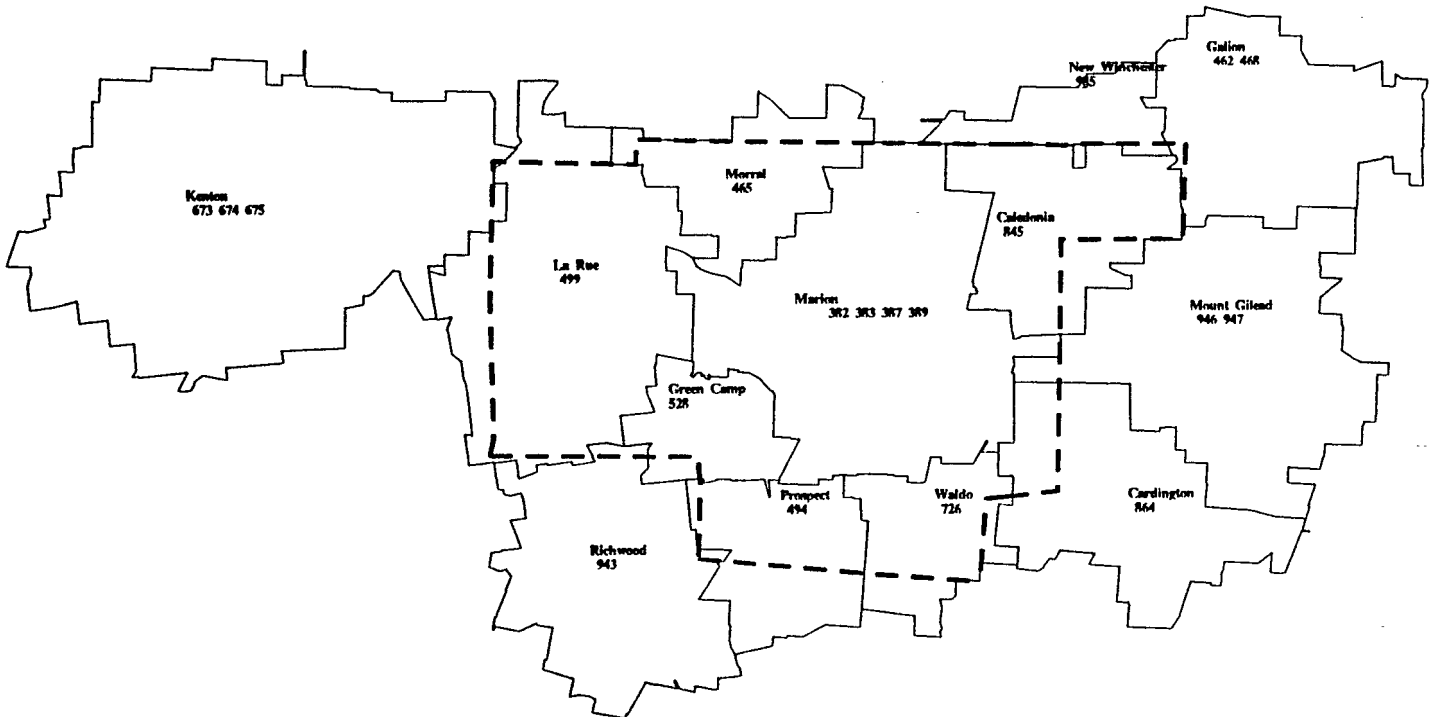 Galion
462 468
New Winchester
985
Kenton
673 674 675
Morral
465
Caledonia
845
La Rue
499
Marion
382 383 387 389
Mount Gilead
946 947
Green Camp
528
Prospect
494
Waldo
726
Cardington
864
Richwood
943